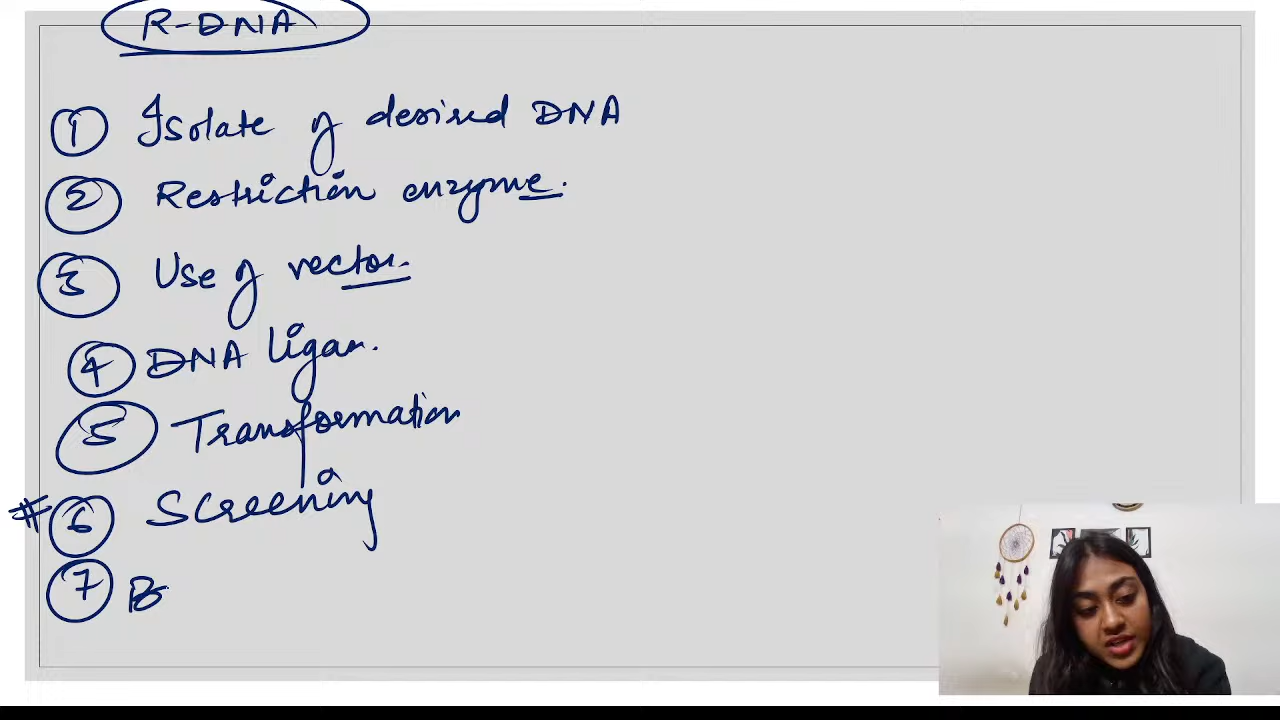 R-DNA
1 Isolate of desired DNA
2 Restriction enzyme.
3 Use of vector.
4 DNA ligase.
5 Transformation
# 6 Screening
7